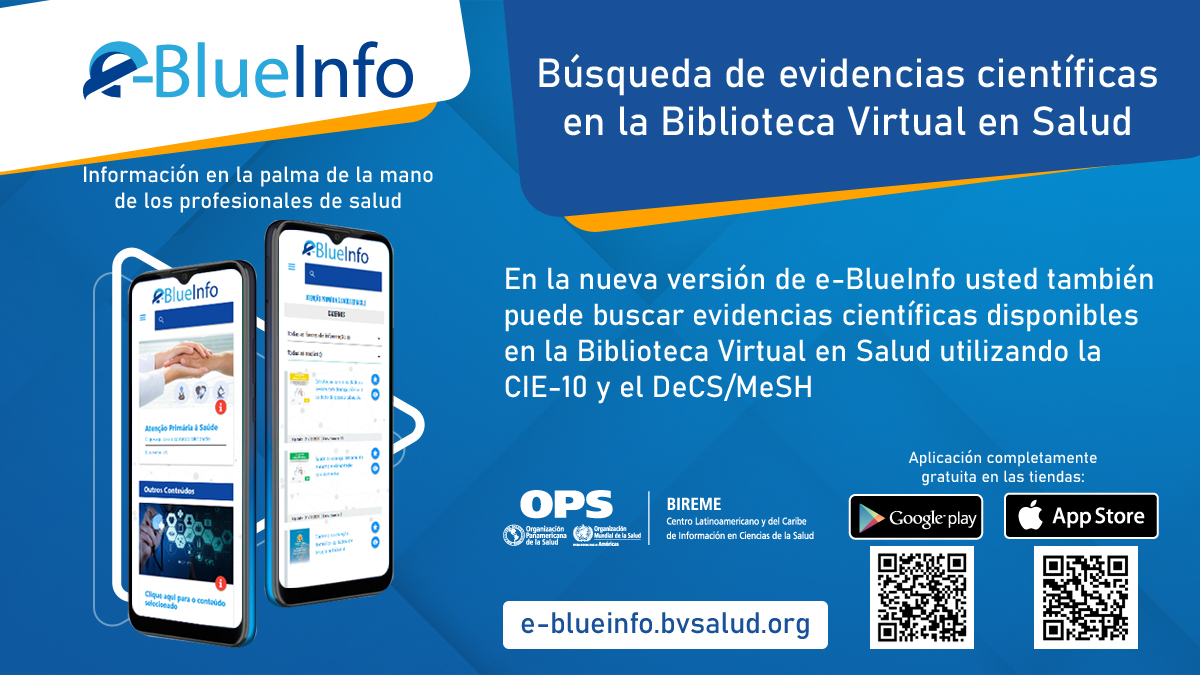 e-BlueInfo
Información en la palma de la mano
de los profesionales de salud
Búsqueda de evidencias científicas
en la Biblioteca Virtual en Salud
e-BlueInfo
Atenção Primária à Saúde
Outros Conteúdos
Clique aqui para o conteúdo
selecionado
e-BlueInfo
En la nueva versión de e-BlueInfo usted también
puede buscar evidencias científicas disponibles
en la Biblioteca Virtual en Salud utilizando la
CIE-10 y el DeCS/MeSH
OPS
Organización
Panamericana
de la Salud
Organización
Mundial de la Salud
Américas
BIREME
Centro Latinoamericano y del Caribe
de Información en Ciencias de la Salud
Aplicación completamente
gratuita en las tiendas:
Google play
App Store
e-blueinfo.bvsalud.org